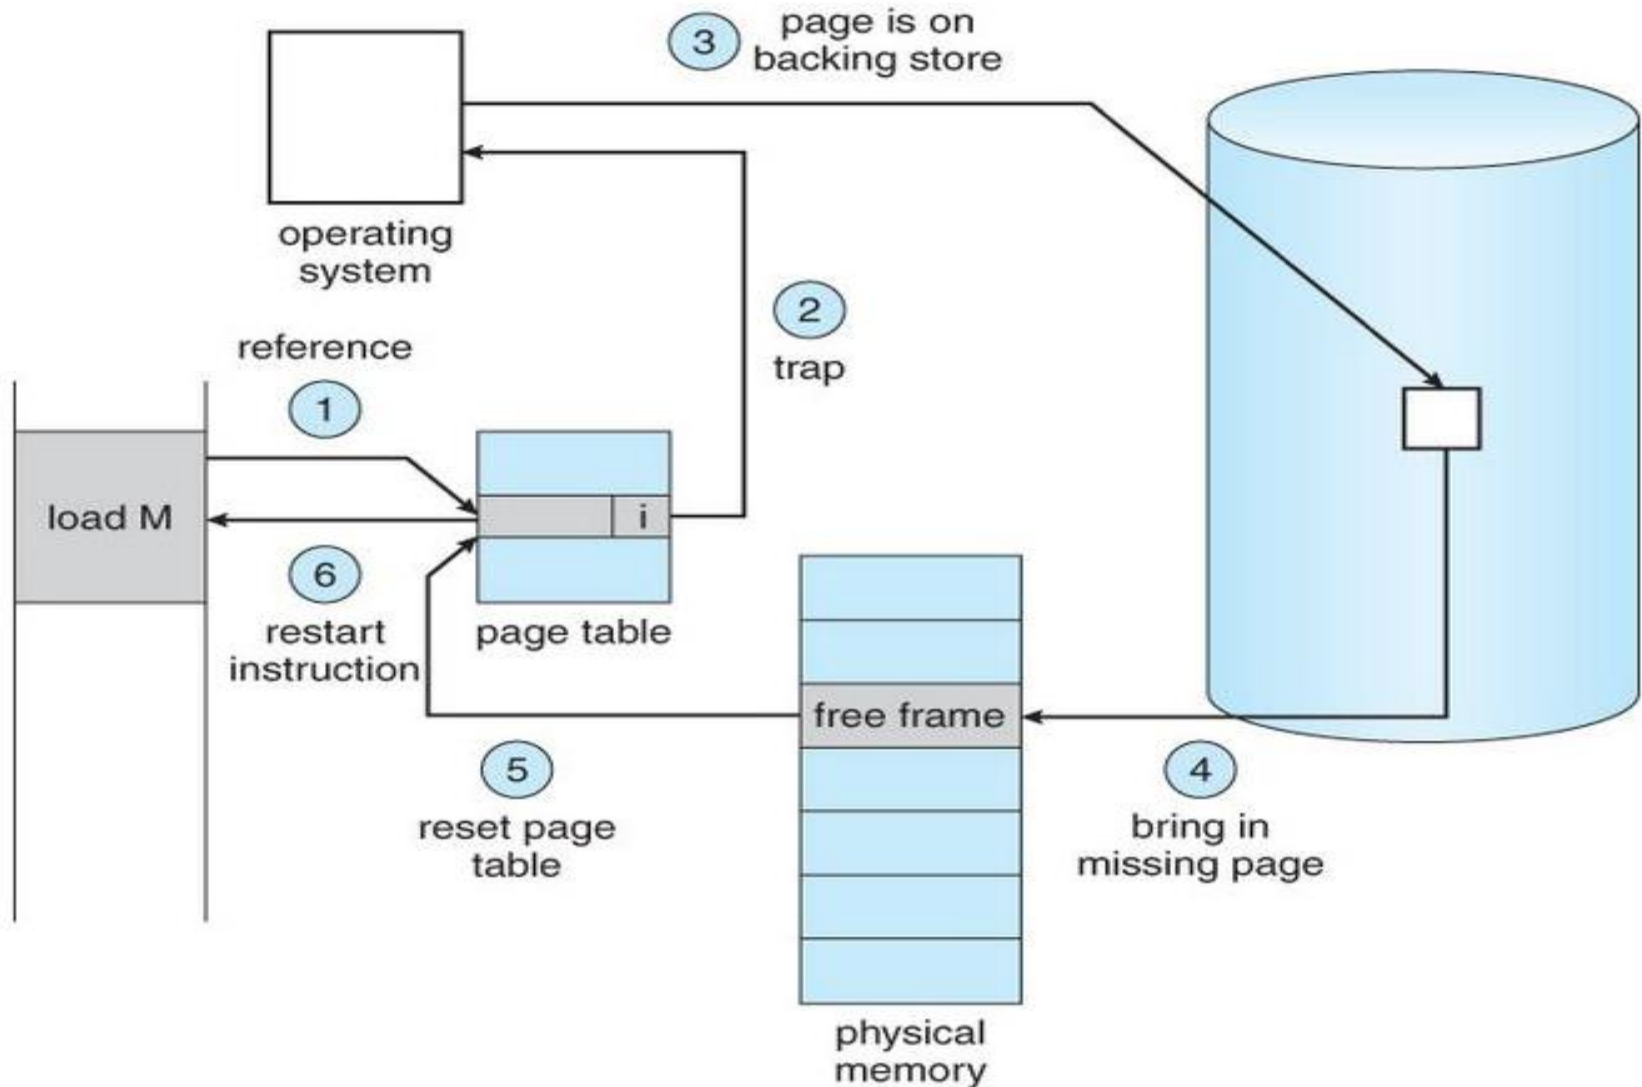 3
page is on
backing store
operating
system
2
trap
reference
1
load M
i
6
restart
instruction
page table
free frame
5
reset page
table
4
bring in
missing page
physical
memory